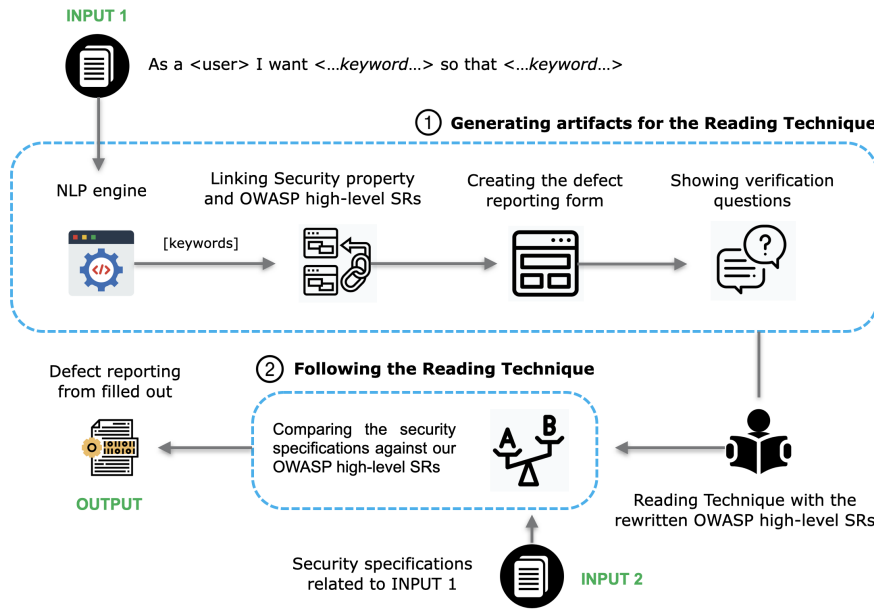 INPUT 1
As a <user> I want <...keyword...> so that <...keyword...>
1 Generating artifacts for the Reading Technique
NLP engine
Linking Security property
and OWASP high-level SRs
Creating the defect
reporting form
Showing verification
questions
[keywords]
</>
?
Defect reporting
from filled out
2 Following the Reading Technique
Comparing the security
specifications against our
OWASP high-level SRs
A B
OUTPUT
Reading Technique with the
rewritten OWASP high-level SRs
Security specifications
related to INPUT 1
INPUT 2